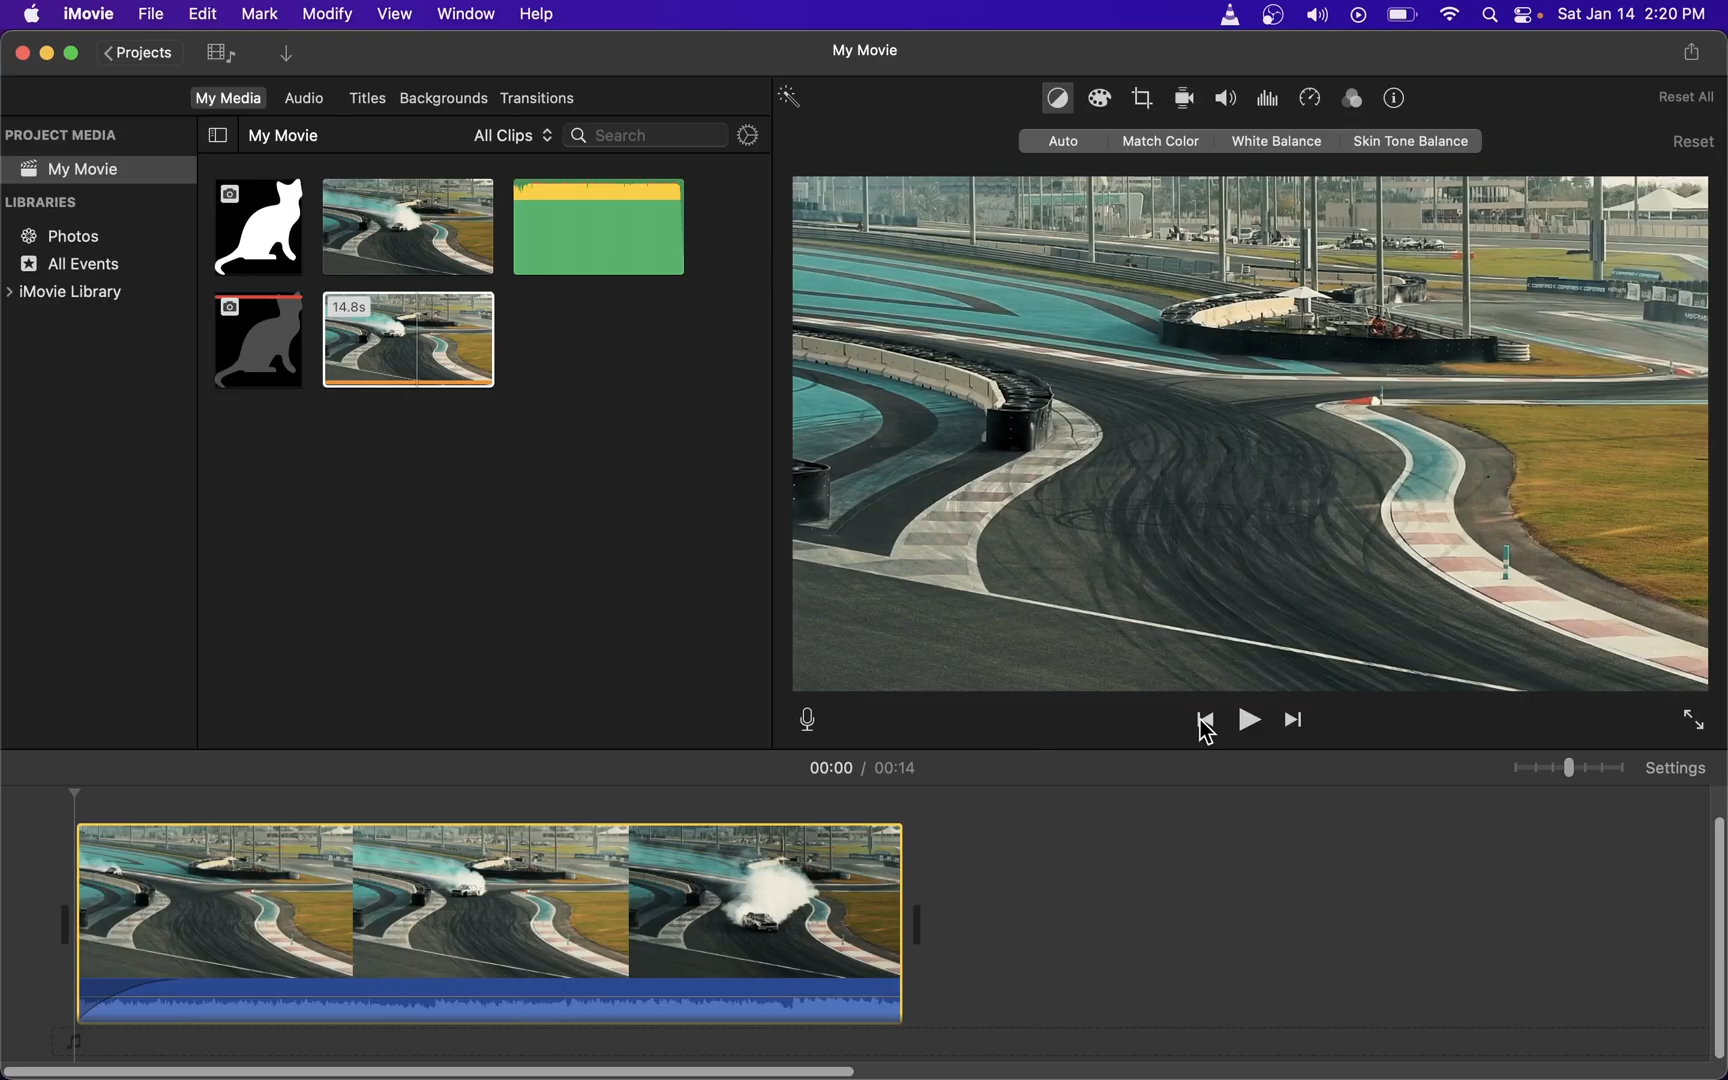 iMovie File Edit Mark Modify View Window Help Sat Jan 14 2:20 PM
Projects My Movie
My Media Audio Titles Backgrounds Transitions Reset All
PROJECT MEDIA My Movie All Clips Search Auto Match Color White Balance Skin Tone Balance Reset
My Movie
LIBRARIES
Photos
All Events
iMovie Library
14.8s
00:00 / 00:14 Settings